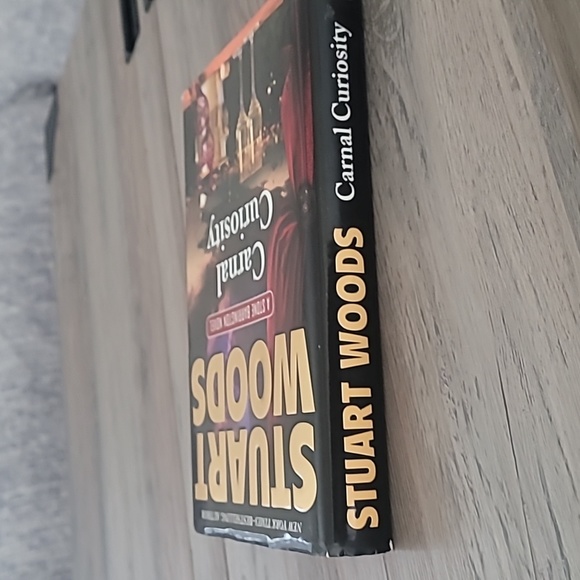 NEW YORK TIMES–BESTSELLING AUTHOR
STUART
WOODS
A STONE BARRINGTON NOVEL
Carnal
Curiosity
STUART WOODS Carnal Curiosity